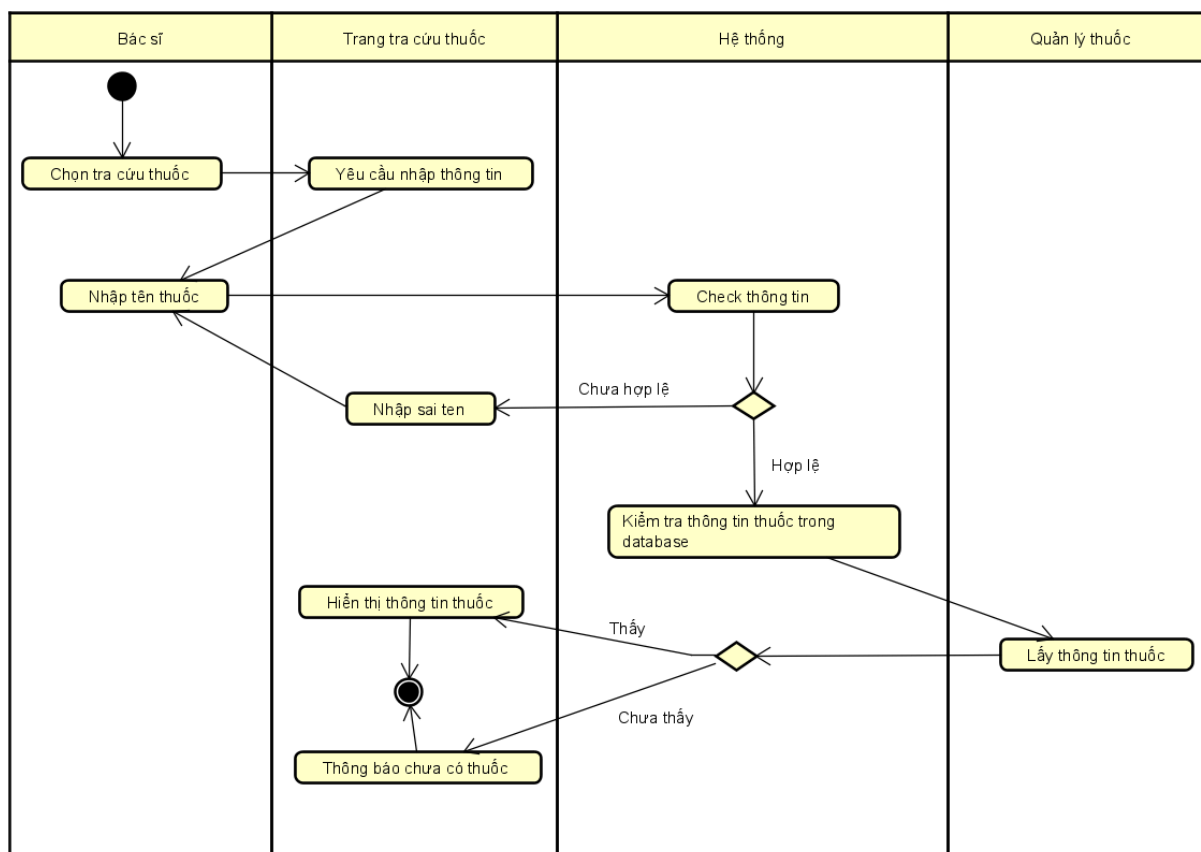 Bác sĩ
Trang tra cứu thuốc
Hệ thống
Quản lý thuốc
Chọn tra cứu thuốc
Yêu cầu nhập thông tin
Nhập tên thuốc
Check thông tin
Chưa hợp lệ
Nhập sai ten
Hợp lệ
Kiểm tra thông tin thuốc trong
database
Hiển thị thông tin thuốc
Thấy
Lấy thông tin thuốc
Chưa thấy
Thông báo chưa có thuốc